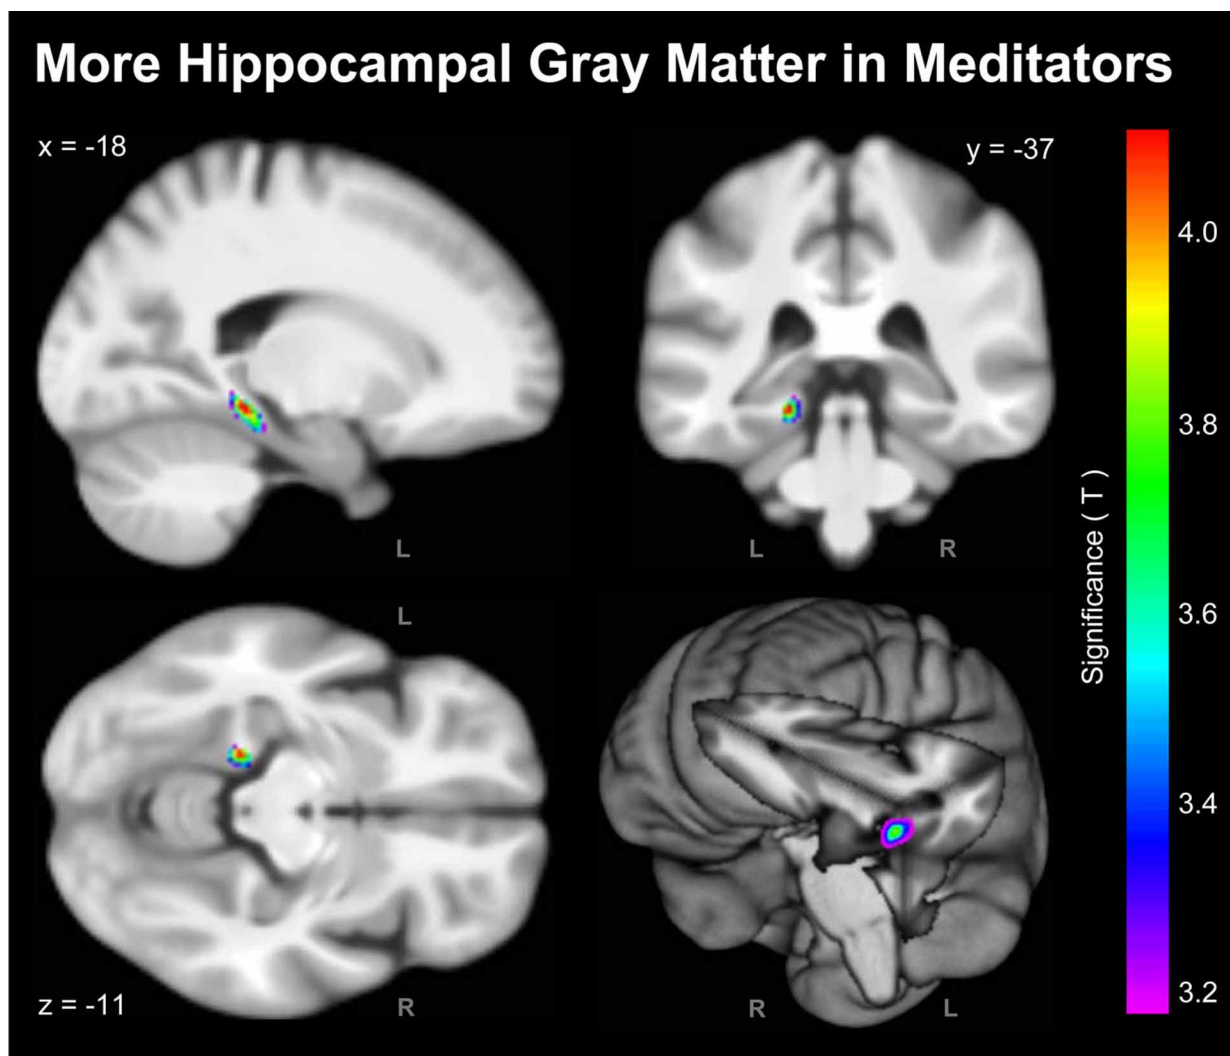 More Hippocampal Gray Matter in Meditators
x = -18
y = -37
L
L
R
L
z = -11
R
R
L
Significance ( T )
4.0
3.8
3.6
3.4
3.2